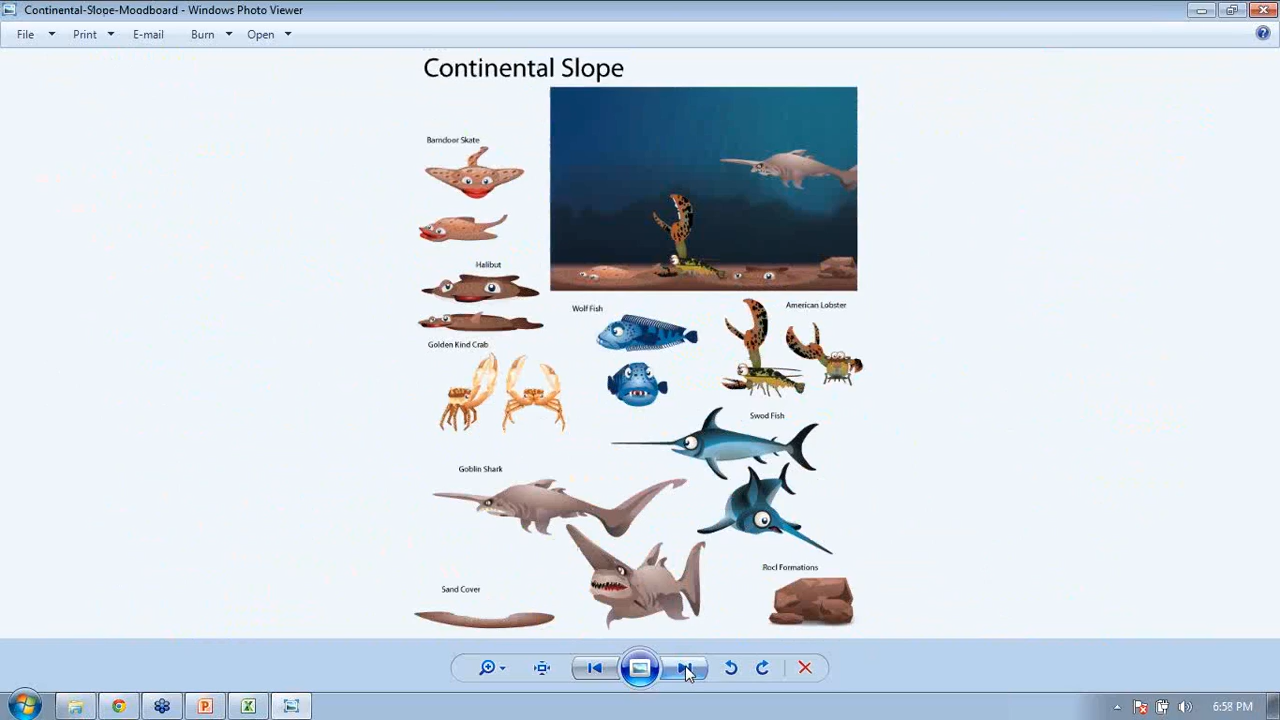 Continental-Slope-Moodboard - Windows Photo Viewer
File Print E-mail Burn Open
Continental Slope
Barndoor Skate
Halibut
Wolf Fish
American Lobster
Golden Kind Crab
Swod Fish
Goblin Shark
Rocl Formations
Sand Cover
6:58 PM